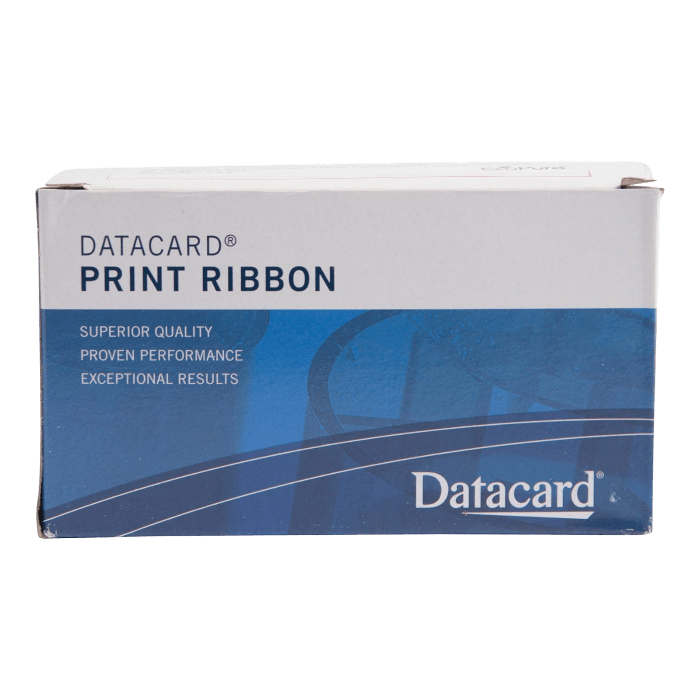 DATACARD®
PRINT RIBBON
SUPERIOR QUALITY
PROVEN PERFORMANCE
EXCEPTIONAL RESULTS
Datacard®